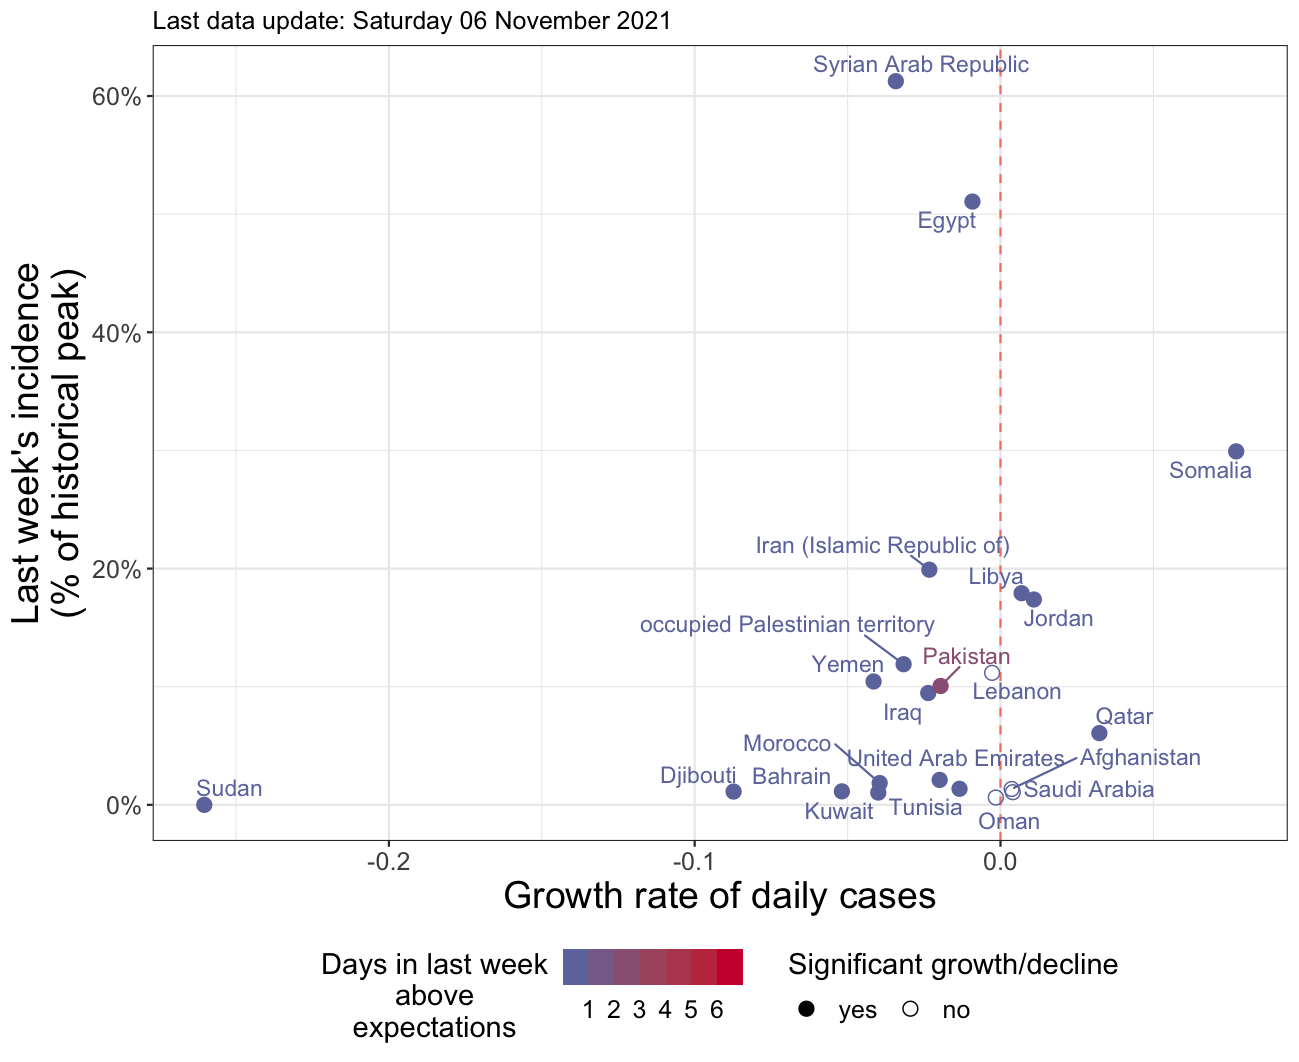 Last data update: Saturday 06 November 2021
Last week's incidence
(% of historical peak)
60%
40%
20%
0%
Syrian Arab Republic
Egypt
Somalia
Iran (Islamic Republic of)
Libya
Jordan
occupied Palestinian territory
Pakistan
Yemen
Lebanon
Iraq
Qatar
Morocco
United Arab Emirates
Afghanistan
Djibouti
Bahrain
Sudan
Saudi Arabia
Kuwait
Tunisia
Oman
-0.2
-0.1
0.0
Growth rate of daily cases
Days in last week
above
expectations
1 2 3 4 5 6
Significant growth/decline
yes
no